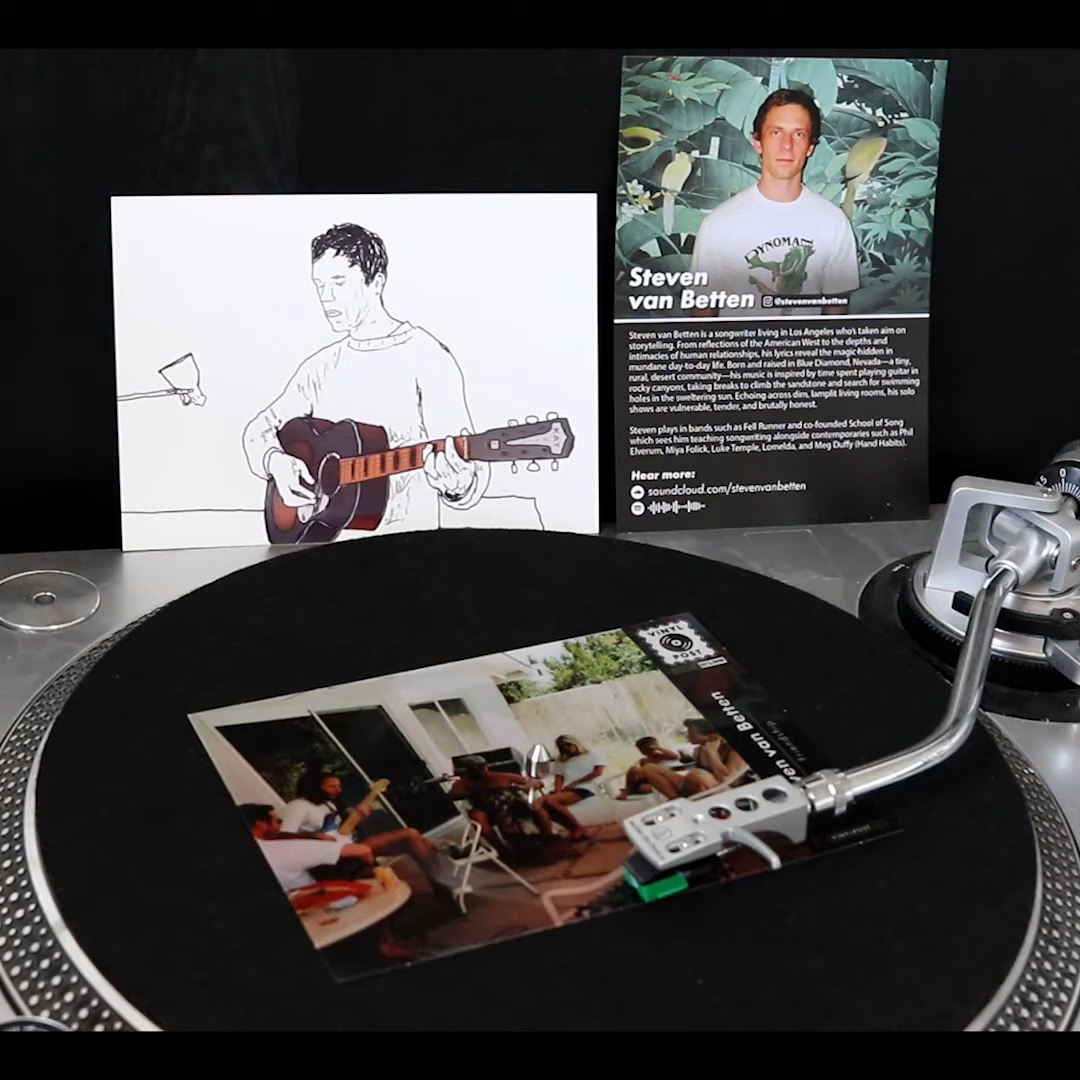 DYNOMAN
Steven
van Betten @stevenvanbetten
Steven van Betten is a songwriter living in Los Angeles who's taken aim on
storytelling. From reflections of the American West to the depths and
intimacies of human relationships, his lyrics reveal the magic hidden in
mundane day-to-day life. Born and raised in Blue Diamond, Nevada—a tiny,
rural, desert community—his music is inspired by time spent playing guitar in
rocky canyons, taking breaks to climb the sandstone and search for swimming
holes in the sweltering sun. Echoing across dim, lamplit living rooms, his solo
shows are vulnerable, tender, and brutally honest.
Steven plays in bands such as Fell Runner and co-founded School of Song
which sees him teaching songwriting alongside contemporaries such as Phil
Elverum, Miya Folick, Luke Temple, Lomelda, and Meg Duffy (Hand Habits).
Hear more:
soundcloud.com/stevenvanbetten
KAY
0
VINYL
POST
van Betten
Friendship